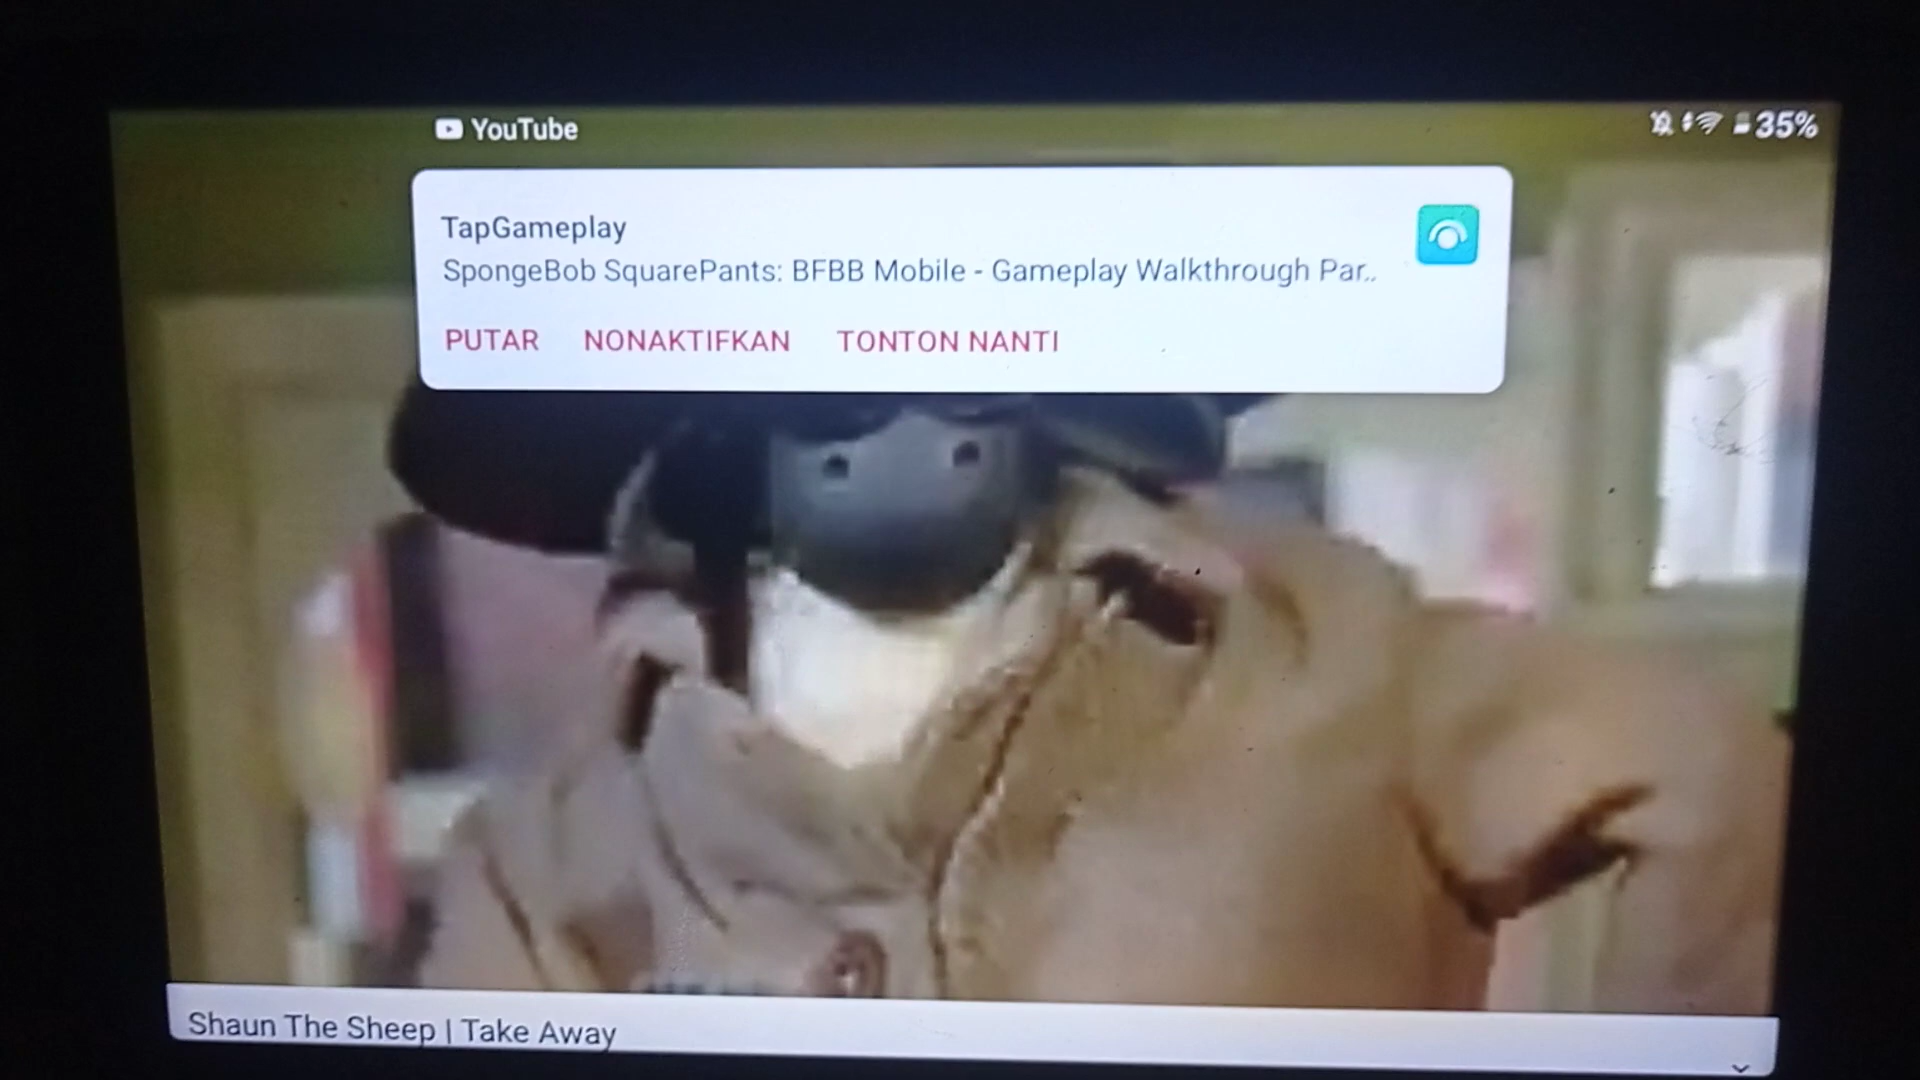 YouTube
35%
TapGameplay
SpongeBob SquarePants: BFBB Mobile - Gameplay Walkthrough Par..
PUTAR NONAKTIFKAN TONTON NANTI
Shaun The Sheep | Take Away